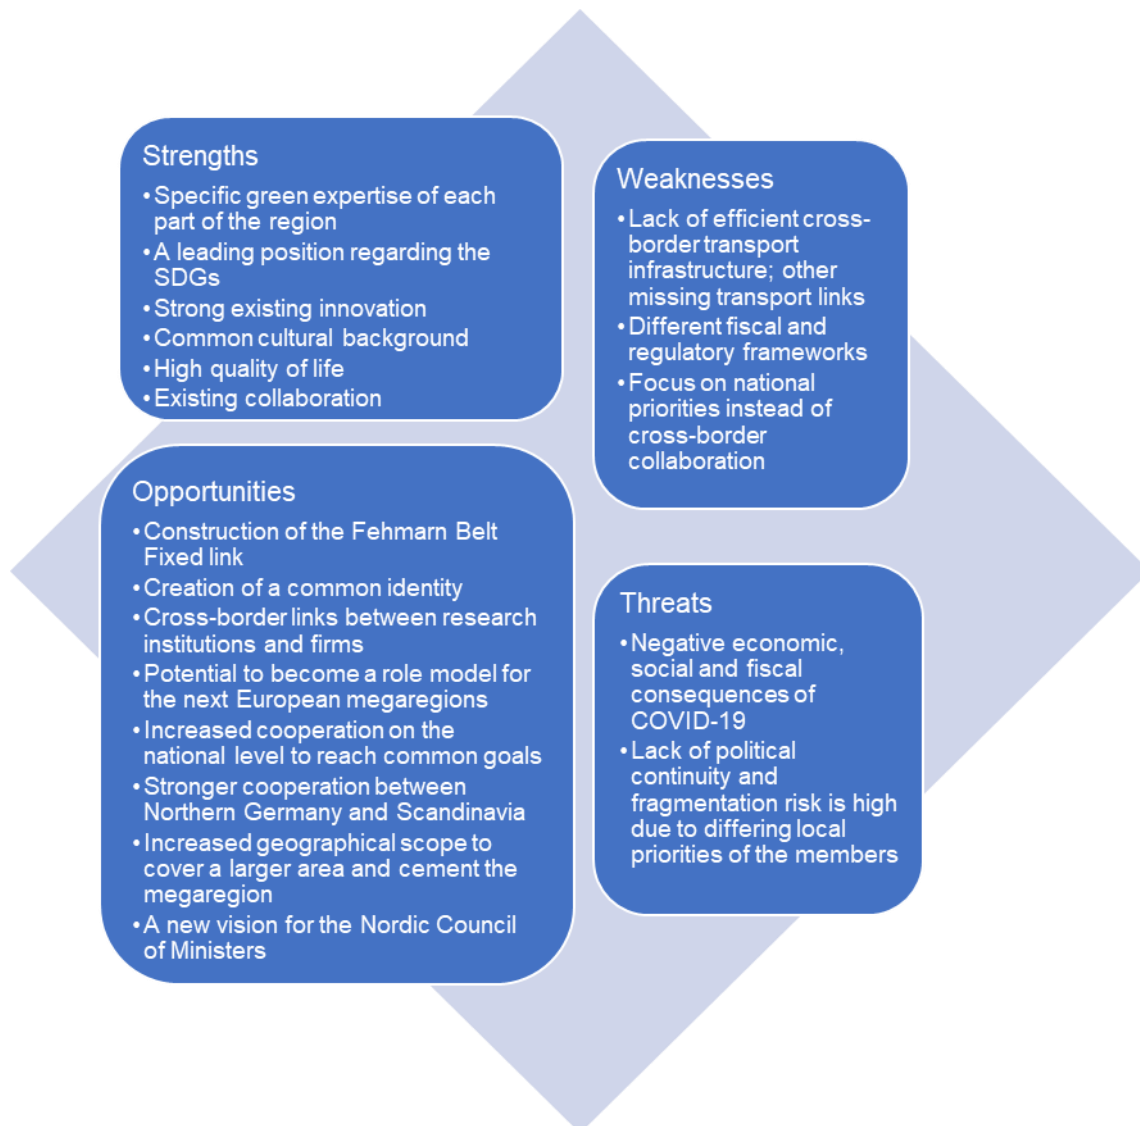 Strengths
•Specific green expertise of each
part of the region
•A leading position regarding the
SDGs
•Strong existing innovation
•Common cultural background
•High quality of life
•Existing collaboration
Weaknesses
•Lack of efficient cross-
border transport
infrastructure; other
missing transport links
•Different fiscal and
regulatory frameworks
•Focus on national
priorities instead of
cross-border
collaboration
Opportunities
•Construction of the Fehmarn Belt
Fixed link
•Creation of a common identity
•Cross-border links between research
institutions and firms
•Potential to become a role model for
the next European megaregions
•Increased cooperation on the
national level to reach common goals
•Stronger cooperation between
Northern Germany and Scandinavia
•Increased geographical scope to
cover a larger area and cement the
megaregion
•A new vision for the Nordic Council
of Ministers
Threats
•Negative economic,
social and fiscal
consequences of
COVID-19
•Lack of political
continuity and
fragmentation risk is high
due to differing local
priorities of the members